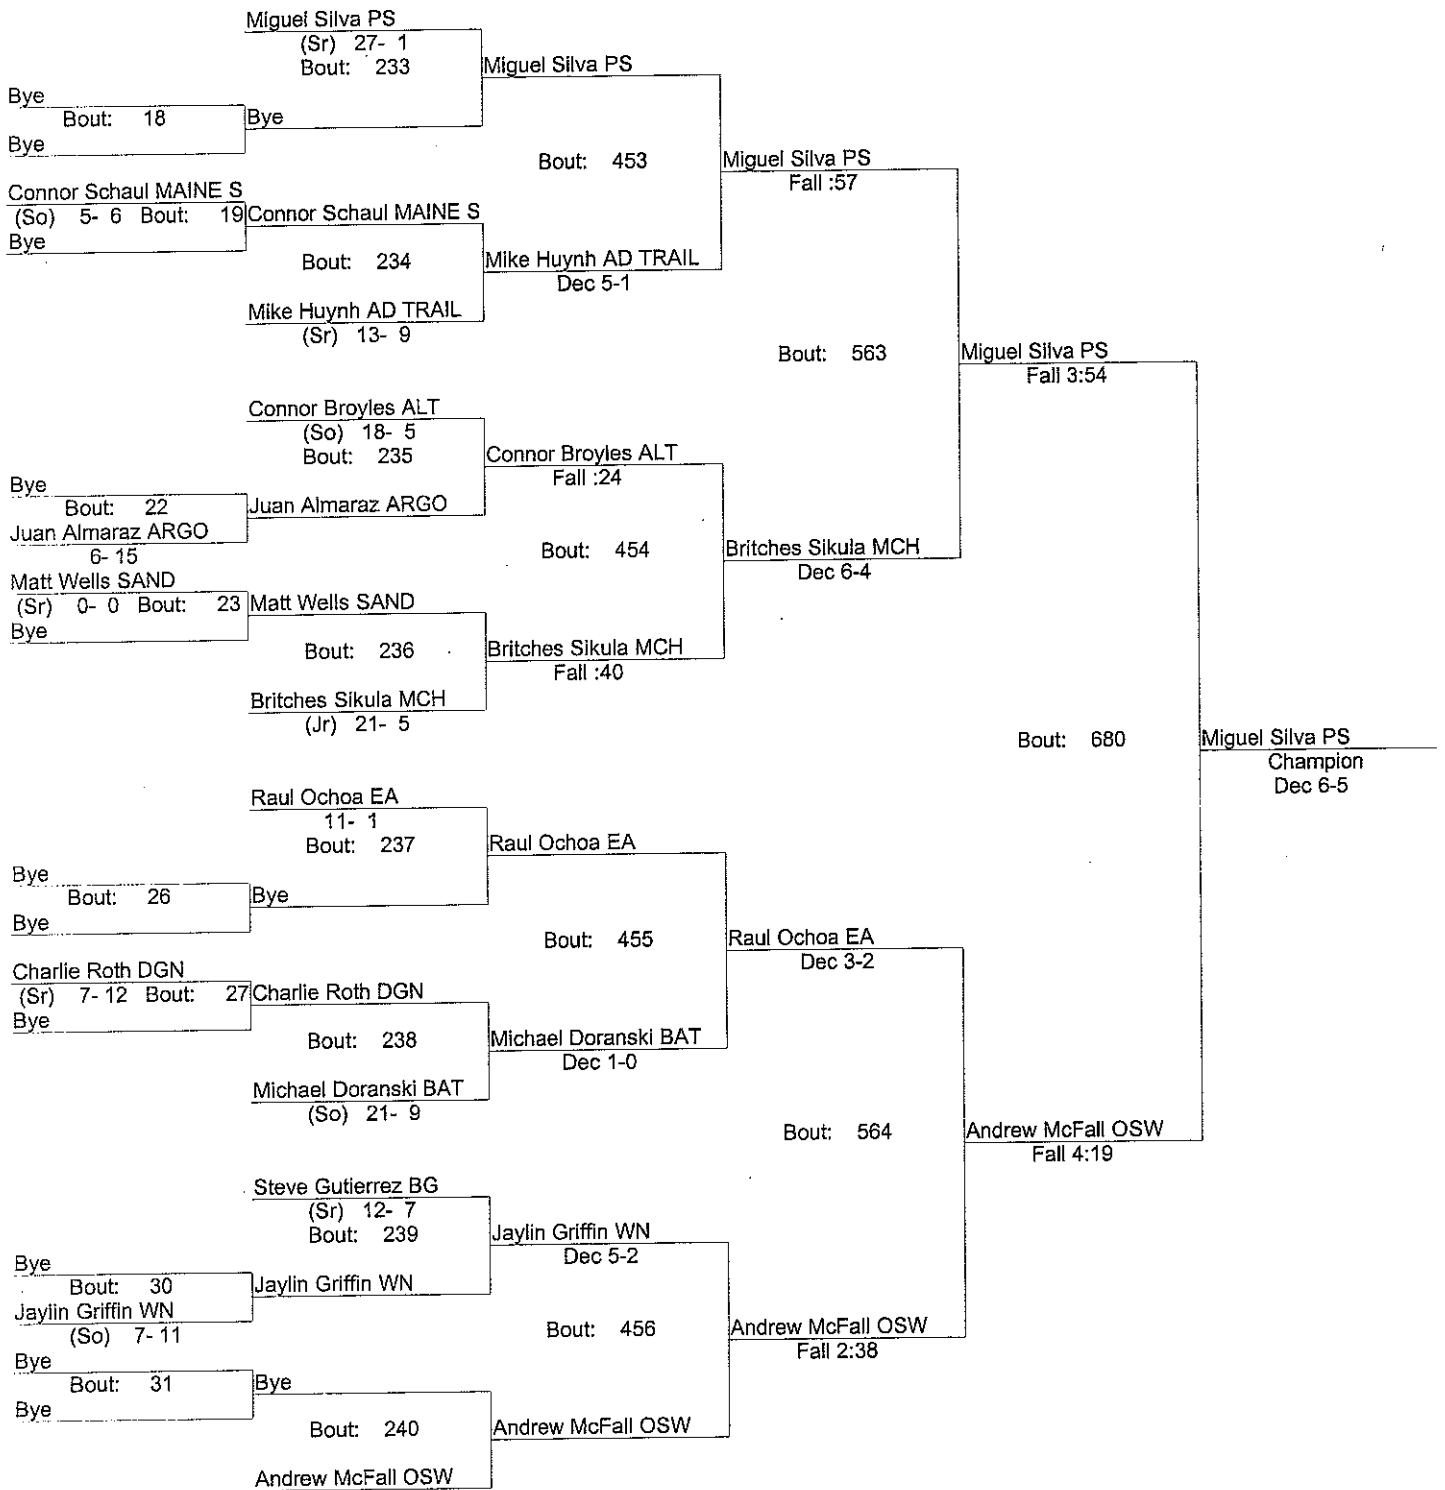 Miguel Silva PS
(Sr) 27- 1
Bout: 233
Miguel Silva PS
Bye
Bout: 18
Bye
Bye
Bout: 453
Miguel Silva PS
Fall :57
Connor Schaul MAINE S
(So) 5- 6 Bout: 19
Connor Schaul MAINE S
Bye
Bout: 234
Mike Huynh AD TRAIL
Dec 5-1
Mike Huynh AD TRAIL
(Sr) 13- 9
Bout: 563
Miguel Silva PS
Fall 3:54
Connor Broyles ALT
(So) 18- 5
Bout: 235
Connor Broyles ALT
Fall :24
Bye
Bout: 22
Juan Almaraz ARGO
Juan Almaraz ARGO
6- 15
Bout: 454
Britches Sikula MCH
Dec 6-4
Matt Wells SAND
(Sr) 0- 0 Bout: 23
Matt Wells SAND
Bye
Bout: 236
Britches Sikula MCH
Fall :40
Britches Sikula MCH
(Jr) 21- 5
Bout: 680
Miguel Silva PS
Champion
Dec 6-5
Raul Ochoa EA
11- 1
Bout: 237
Raul Ochoa EA
Bye
Bout: 26
Bye
Bye
Bout: 455
Raul Ochoa EA
Dec 3-2
Charlie Roth DGN
(Sr) 7- 12 Bout: 27
Charlie Roth DGN
Bye
Bout: 238
Michael Doranski BAT
Dec 1-0
Michael Doranski BAT
(So) 21- 9
Bout: 564
Andrew McFall OSW
Fall 4:19
Steve Gutierrez BG
(Sr) 12- 7
Bout: 239
Jaylin Griffin WN
Dec 5-2
Bye
Bout: 30
Jaylin Griffin WN
Jaylin Griffin WN
(So) 7- 11
Bout: 456
Andrew McFall OSW
Fall 2:38
Bye
Bout: 31
Bye
Bye
Bout: 240
Andrew McFall OSW
Andrew McFall OSW